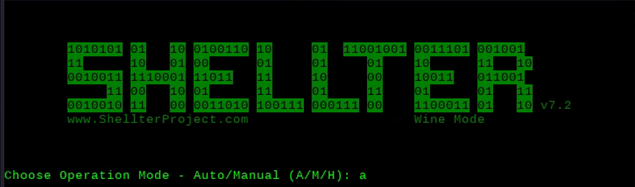 1010101 01   10 0100110 10     01  11001001 0011101 001001
11      10   01 00      01     01     01    10      11   10
0010011 1110001 11011   11     10     00    10011   011001
     11 00   10 01      10     01     11    01      01   11
0010010 11   00 0011010 100111 000111 00    1100011 01   10 v7.2
www.ShellterProject.com                     Wine Mode
Choose Operation Mode - Auto/Manual (A/M/H): a